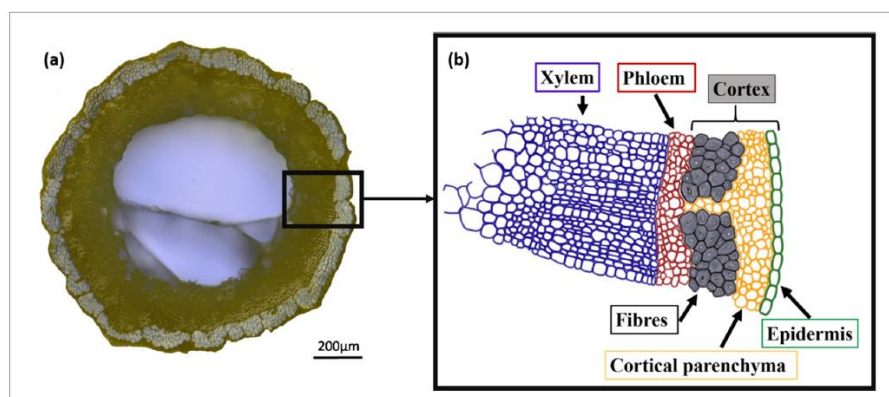 (a)
200µm
(b)
Xylem
Phloem
Cortex
Fibres
Epidermis
Cortical parenchyma